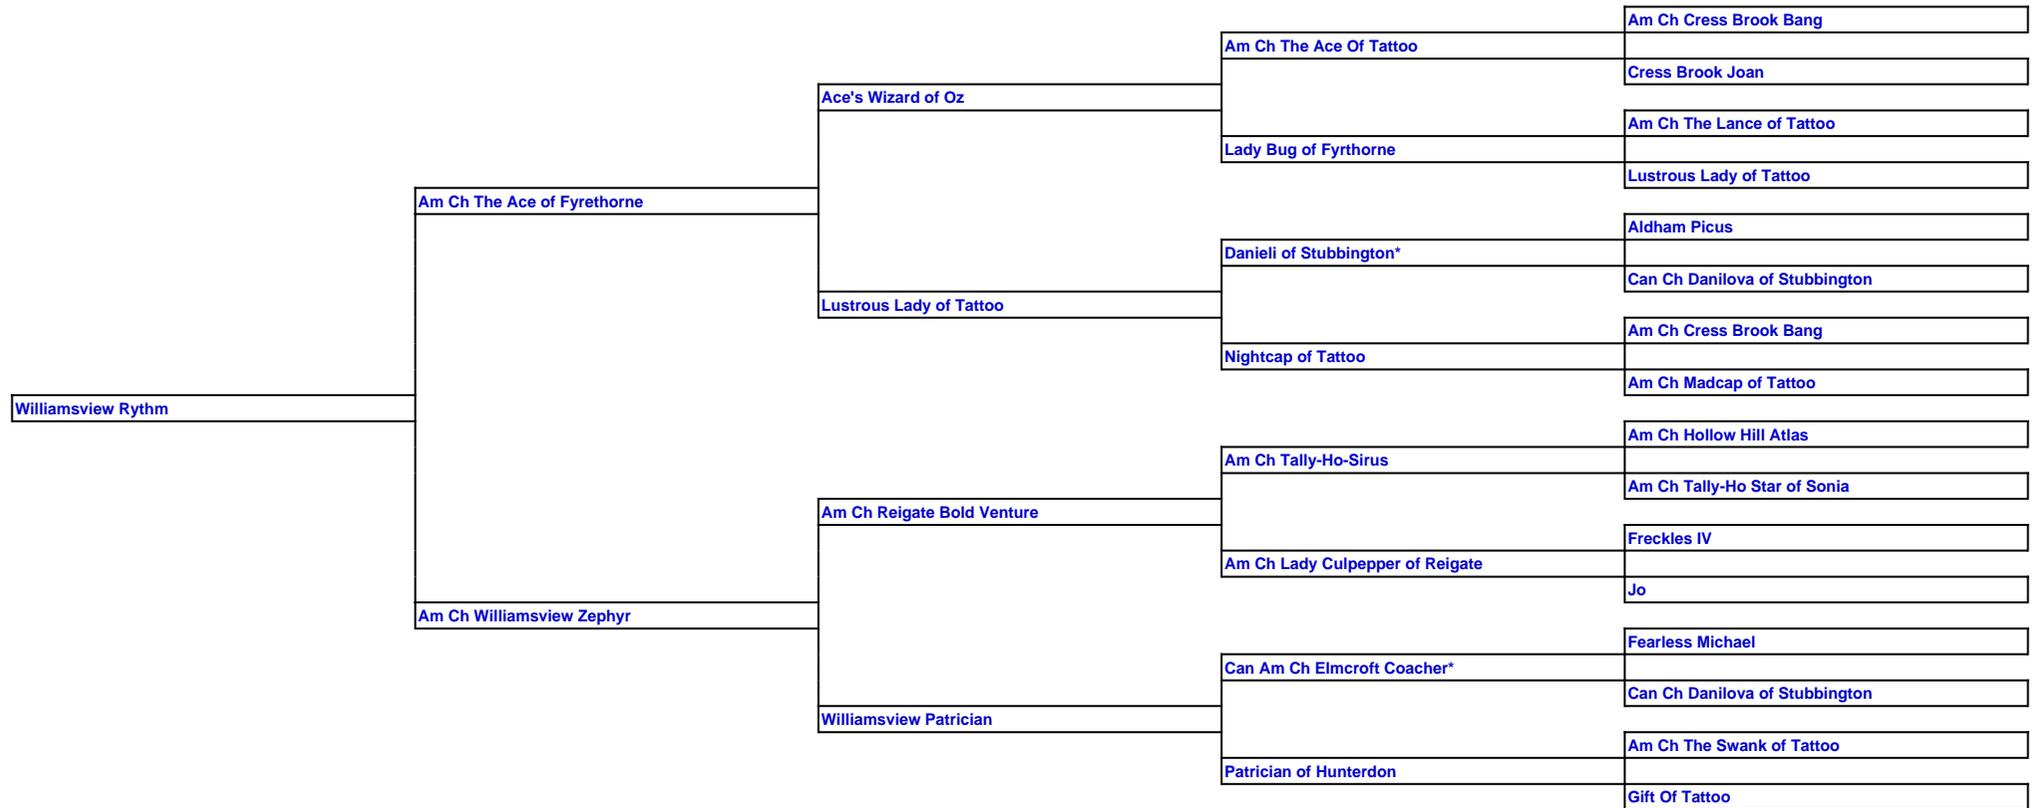 Am Ch Cress Brook Bang
Am Ch The Ace Of Tattoo
Cress Brook Joan
Ace's Wizard of Oz
Am Ch The Lance of Tattoo
Lady Bug of Fyrthorne
Lustrous Lady of Tattoo
Am Ch The Ace of Fyrethorne
Aldham Picus
Danieli of Stubbington*
Can Ch Danilova of Stubbington
Lustrous Lady of Tattoo
Am Ch Cress Brook Bang
Nightcap of Tattoo
Am Ch Madcap of Tattoo
Williamsview Rythm
Am Ch Hollow Hill Atlas
Am Ch Tally-Ho-Sirus
Am Ch Tally-Ho Star of Sonia
Am Ch Reigate Bold Venture
Freckles IV
Am Ch Lady Culpepper of Reigate
Jo
Am Ch Williamsview Zephyr
Fearless Michael
Can Am Ch Elmcroft Coacher*
Can Ch Danilova of Stubbington
Williamsview Patrician
Am Ch The Swank of Tattoo
Patrician of Hunterdon
Gift Of Tattoo